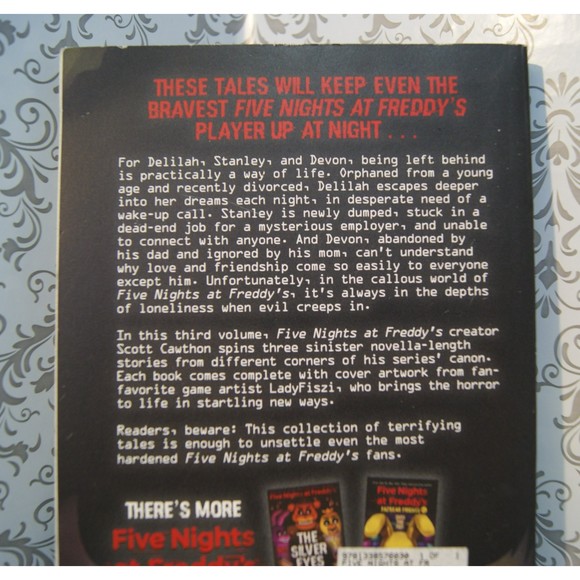 THESE TALES WILL KEEP EVEN THE
BRAVEST FIVE NIGHTS AT FREDDY'S
PLAYER UP AT NIGHT . . .
For Delilah, Stanley, and Devon, being left behind
is practically a way of life. Orphaned from a young
age and recently divorced, Delilah escapes deeper
into her dreams each night, in desperate need of a
wake-up call. Stanley is newly dumped, stuck in a
dead-end job for a mysterious employer, and unable
to connect with anyone. And Devon, abandoned by
his dad and ignored by his mom, can't understand
why love and friendship come so easily to everyone
except him. Unfortunately, in the callous world of
Five Nights at Freddy's, it's always in the depths
of loneliness when evil creeps in.
In this third volume, Five Nights at Freddy's creator
Scott Cawthon spins three sinister novella-length
stories from different corners of his series' canon.
Each book comes complete with cover artwork from fan-
favorite game artist LadyFiszi, who brings the horror
to life in startling new ways.
Readers, beware: This collection of terrifying
tales is enough to unsettle even the most
hardened Five Nights at Freddy's fans.
THERE'S MORE
Five Nights
at Freddy's
Five Nights at Freddy's
THE
SILVER
EYES
Five Nights
at Freddy's
FAZBEAR FRIGHTS
9781338576030 1 OF 1
FIVE NIGHTS AT FR